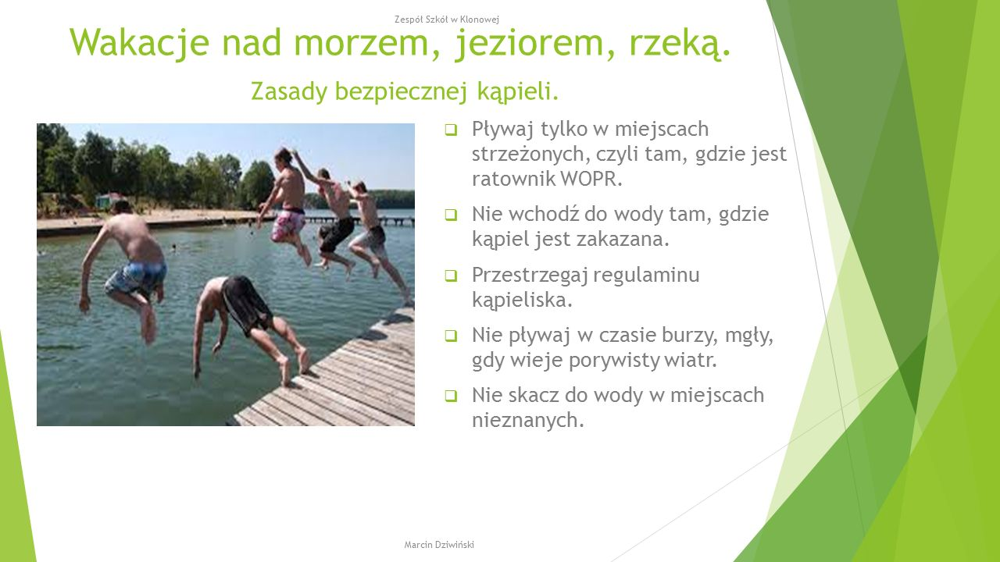 Zespół Szkół w Klonowej
Wakacje nad morzem, jeziorem, rzeką.
Zasady bezpiecznej kąpieli.
Pływaj tylko w miejscach
strzeżonych, czyli tam, gdzie jest
ratownik WOPR.
Nie wchodź do wody tam, gdzie
kąpiel jest zakazana.
Przestrzegaj regulaminu
kąpieliska.
Nie pływaj w czasie burzy, mgły,
gdy wieje porywisty wiatr.
Nie skacz do wody w miejscach
nieznanych.
Marcin Dziwiński